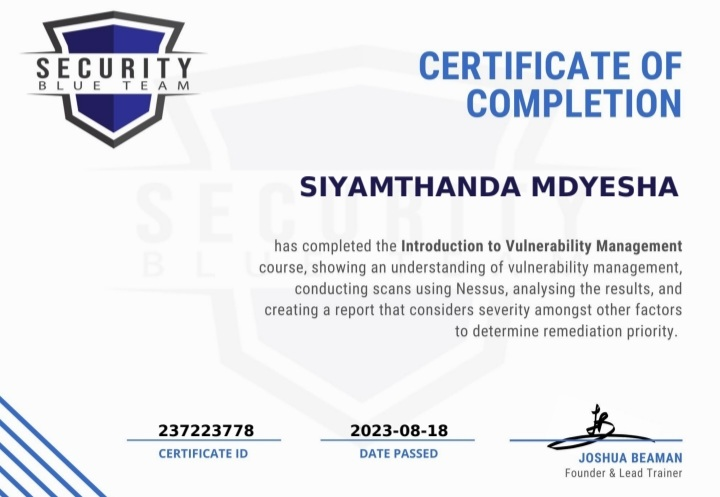 SECURITY
BLUE TEAM
CERTIFICATE OF
COMPLETION
SIYAMTHANDA MDYESHA
has completed the Introduction to Vulnerability Management
course, showing an understanding of vulnerability management,
conducting scans using Nessus, analysing the results, and
creating a report that considers severity amongst other factors
to determine remediation priority.
237223778
CERTIFICATE ID
2023-08-18
DATE PASSED
JOSHUA BEAMAN
Founder & Lead Trainer